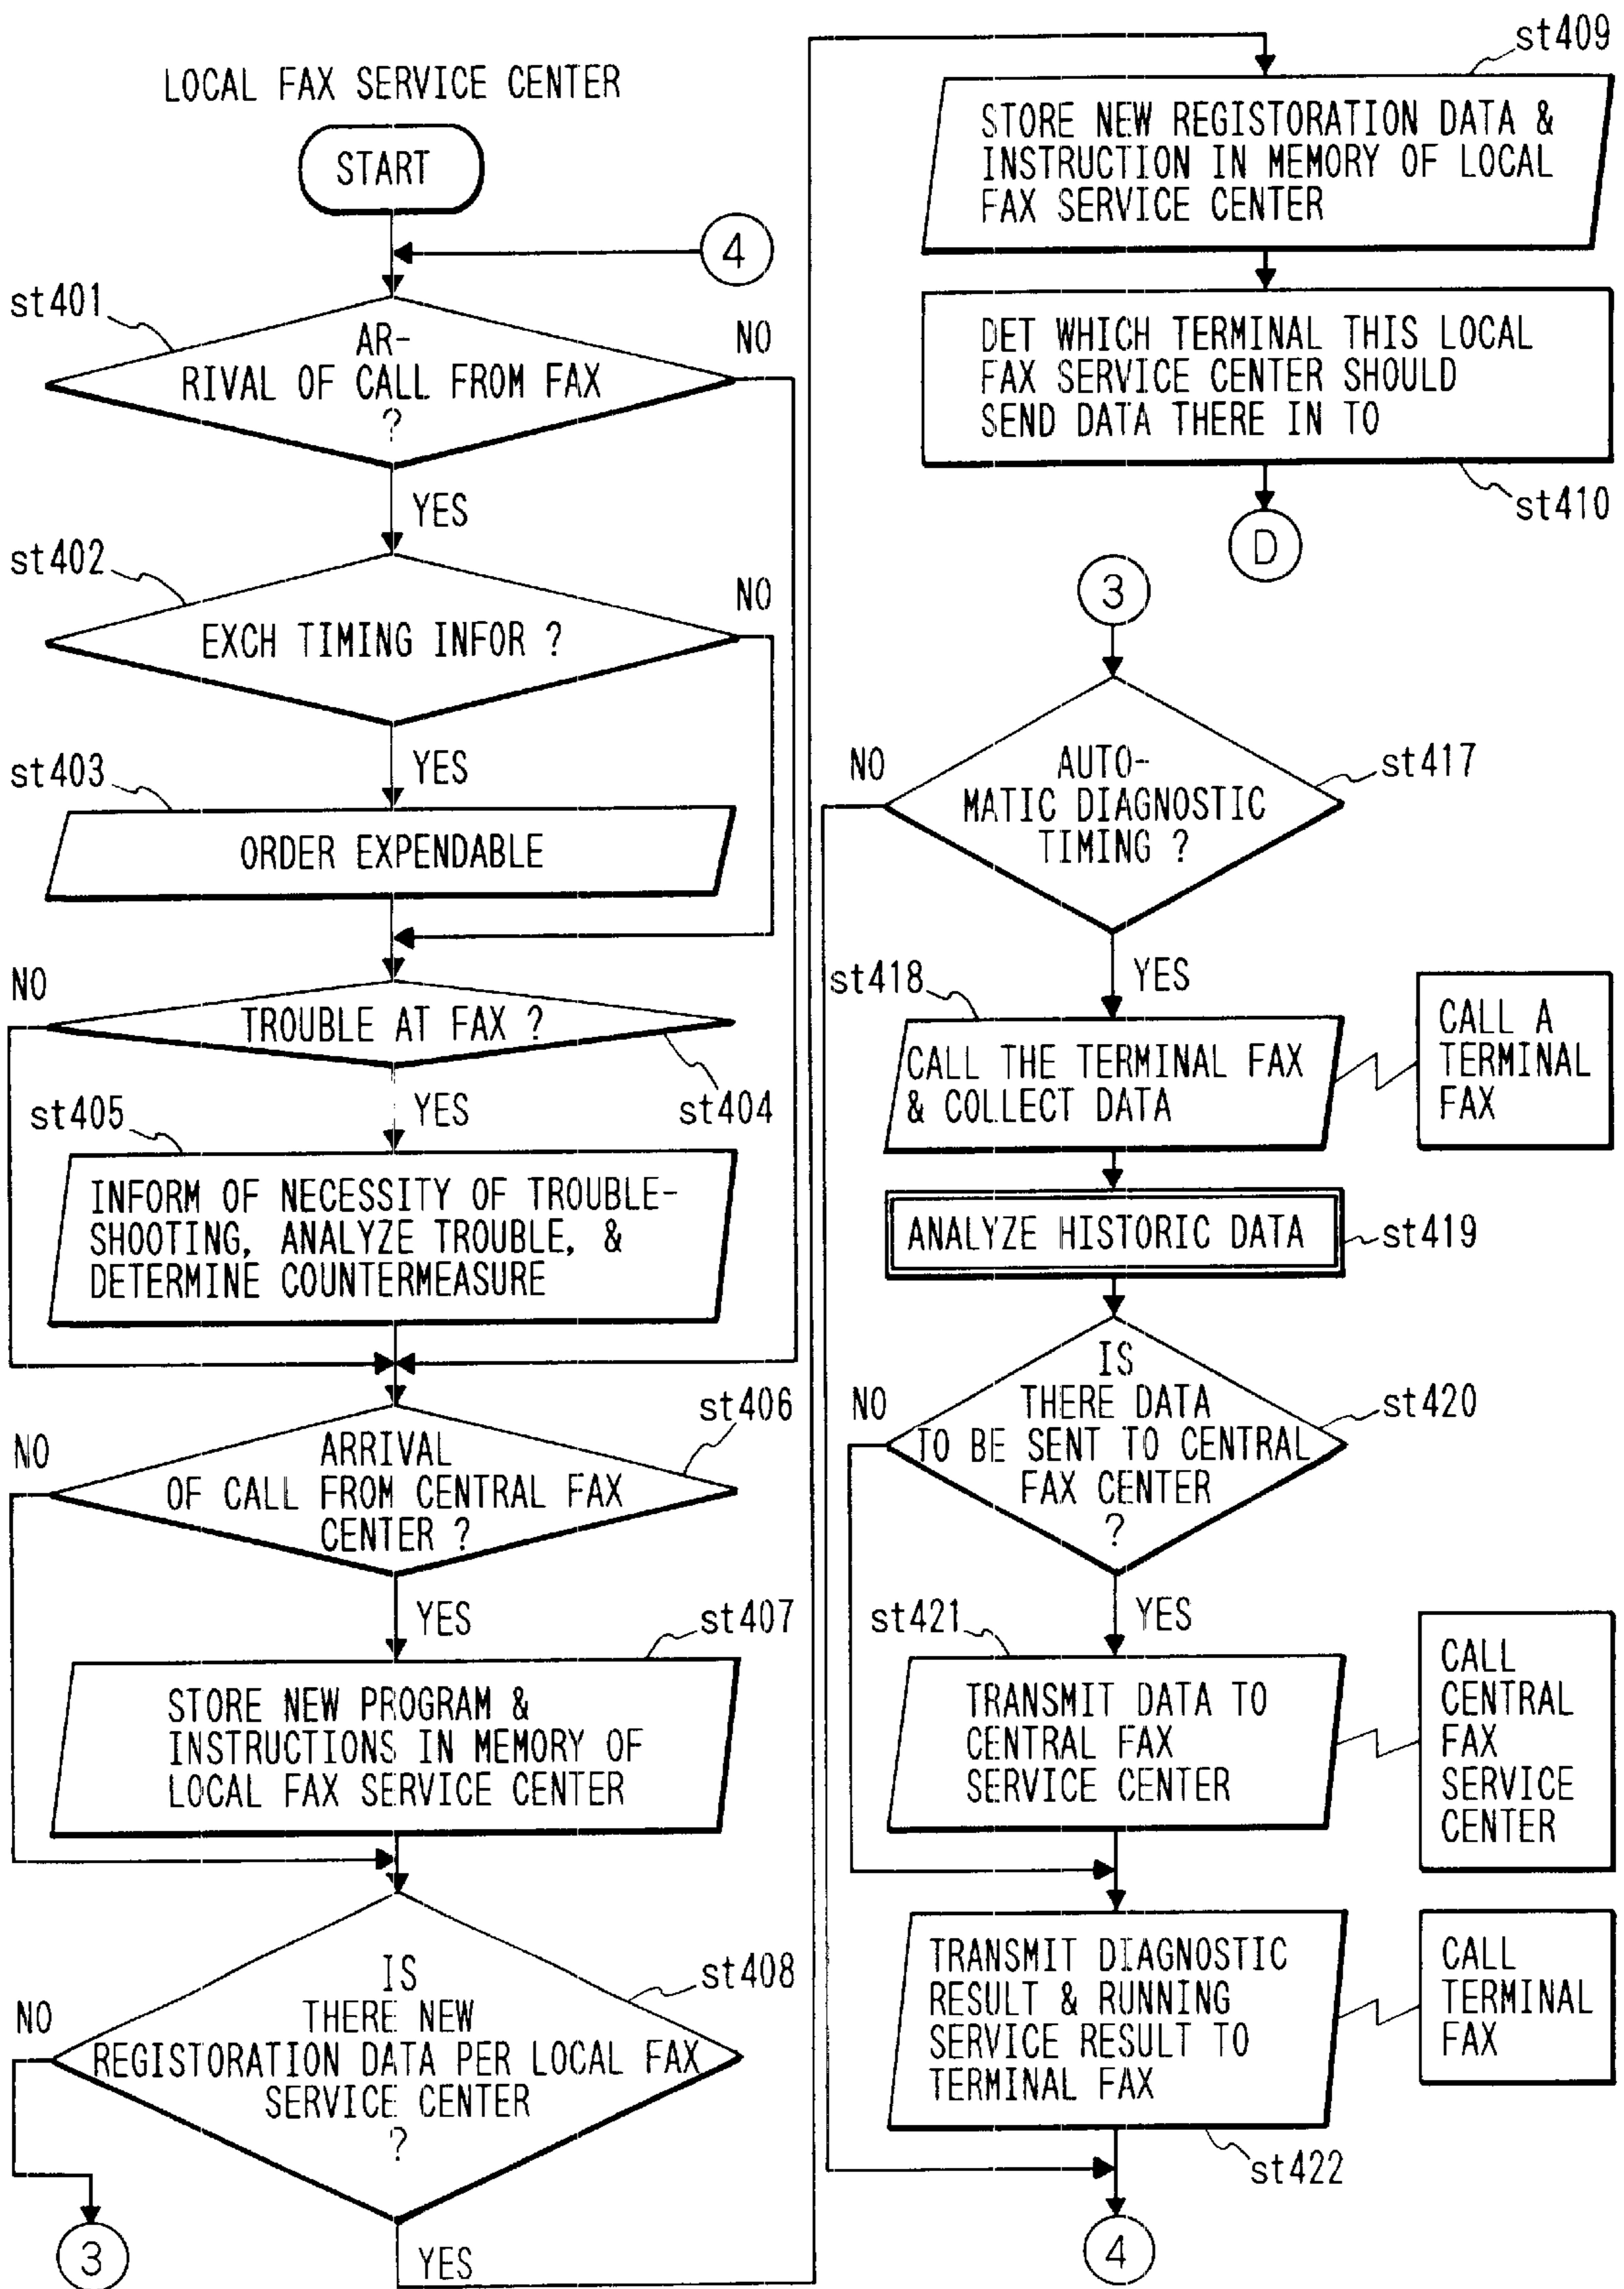 LOCAL FAX SERVICE CENTER
START
4
st401
AR-
RIVAL OF CALL FROM FAX
?
NO
YES
st402
EXCH TIMING INFOR ?
NO
YES
st403
ORDER EXPENDABLE
NO
TROUBLE AT FAX ?
st404
YES
st405
INFORM OF NECESSITY OF TROUBLE-
SHOOTING, ANALYZE TROUBLE, &
DETERMINE COUNTERMEASURE
st406
NO
ARRIVAL
OF CALL FROM CENTRAL FAX
CENTER ?
YES
st407
STORE NEW PROGRAM &
INSTRUCTIONS IN MEMORY OF
LOCAL FAX SERVICE CENTER
st408
NO
IS
THERE NEW
REGISTORATION DATA PER LOCAL FAX
SERVICE CENTER
?
YES
3
st409
STORE NEW REGISTORATION DATA &
INSTRUCTION IN MEMORY OF LOCAL
FAX SERVICE CENTER
DET WHICH TERMINAL THIS LOCAL
FAX SERVICE CENTER SHOULD
SEND DATA THERE IN TO
st410
D
3
NO
AUTO-
MATIC DIAGNOSTIC
TIMING ?
st417
YES
st418
CALL THE TERMINAL FAX
& COLLECT DATA
CALL A
TERMINAL
FAX
ANALYZE HISTORIC DATA
st419
NO
IS
THERE DATA
TO BE SENT TO CENTRAL
FAX CENTER
?
st420
YES
st421
TRANSMIT DATA TO
CENTRAL FAX
SERVICE CENTER
CALL
CENTRAL
FAX
SERVICE
CENTER
TRANSMIT DIAGNOSTIC
RESULT & RUNNING
SERVICE RESULT TO
TERMINAL FAX
CALL
TERMINAL
FAX
st422
4